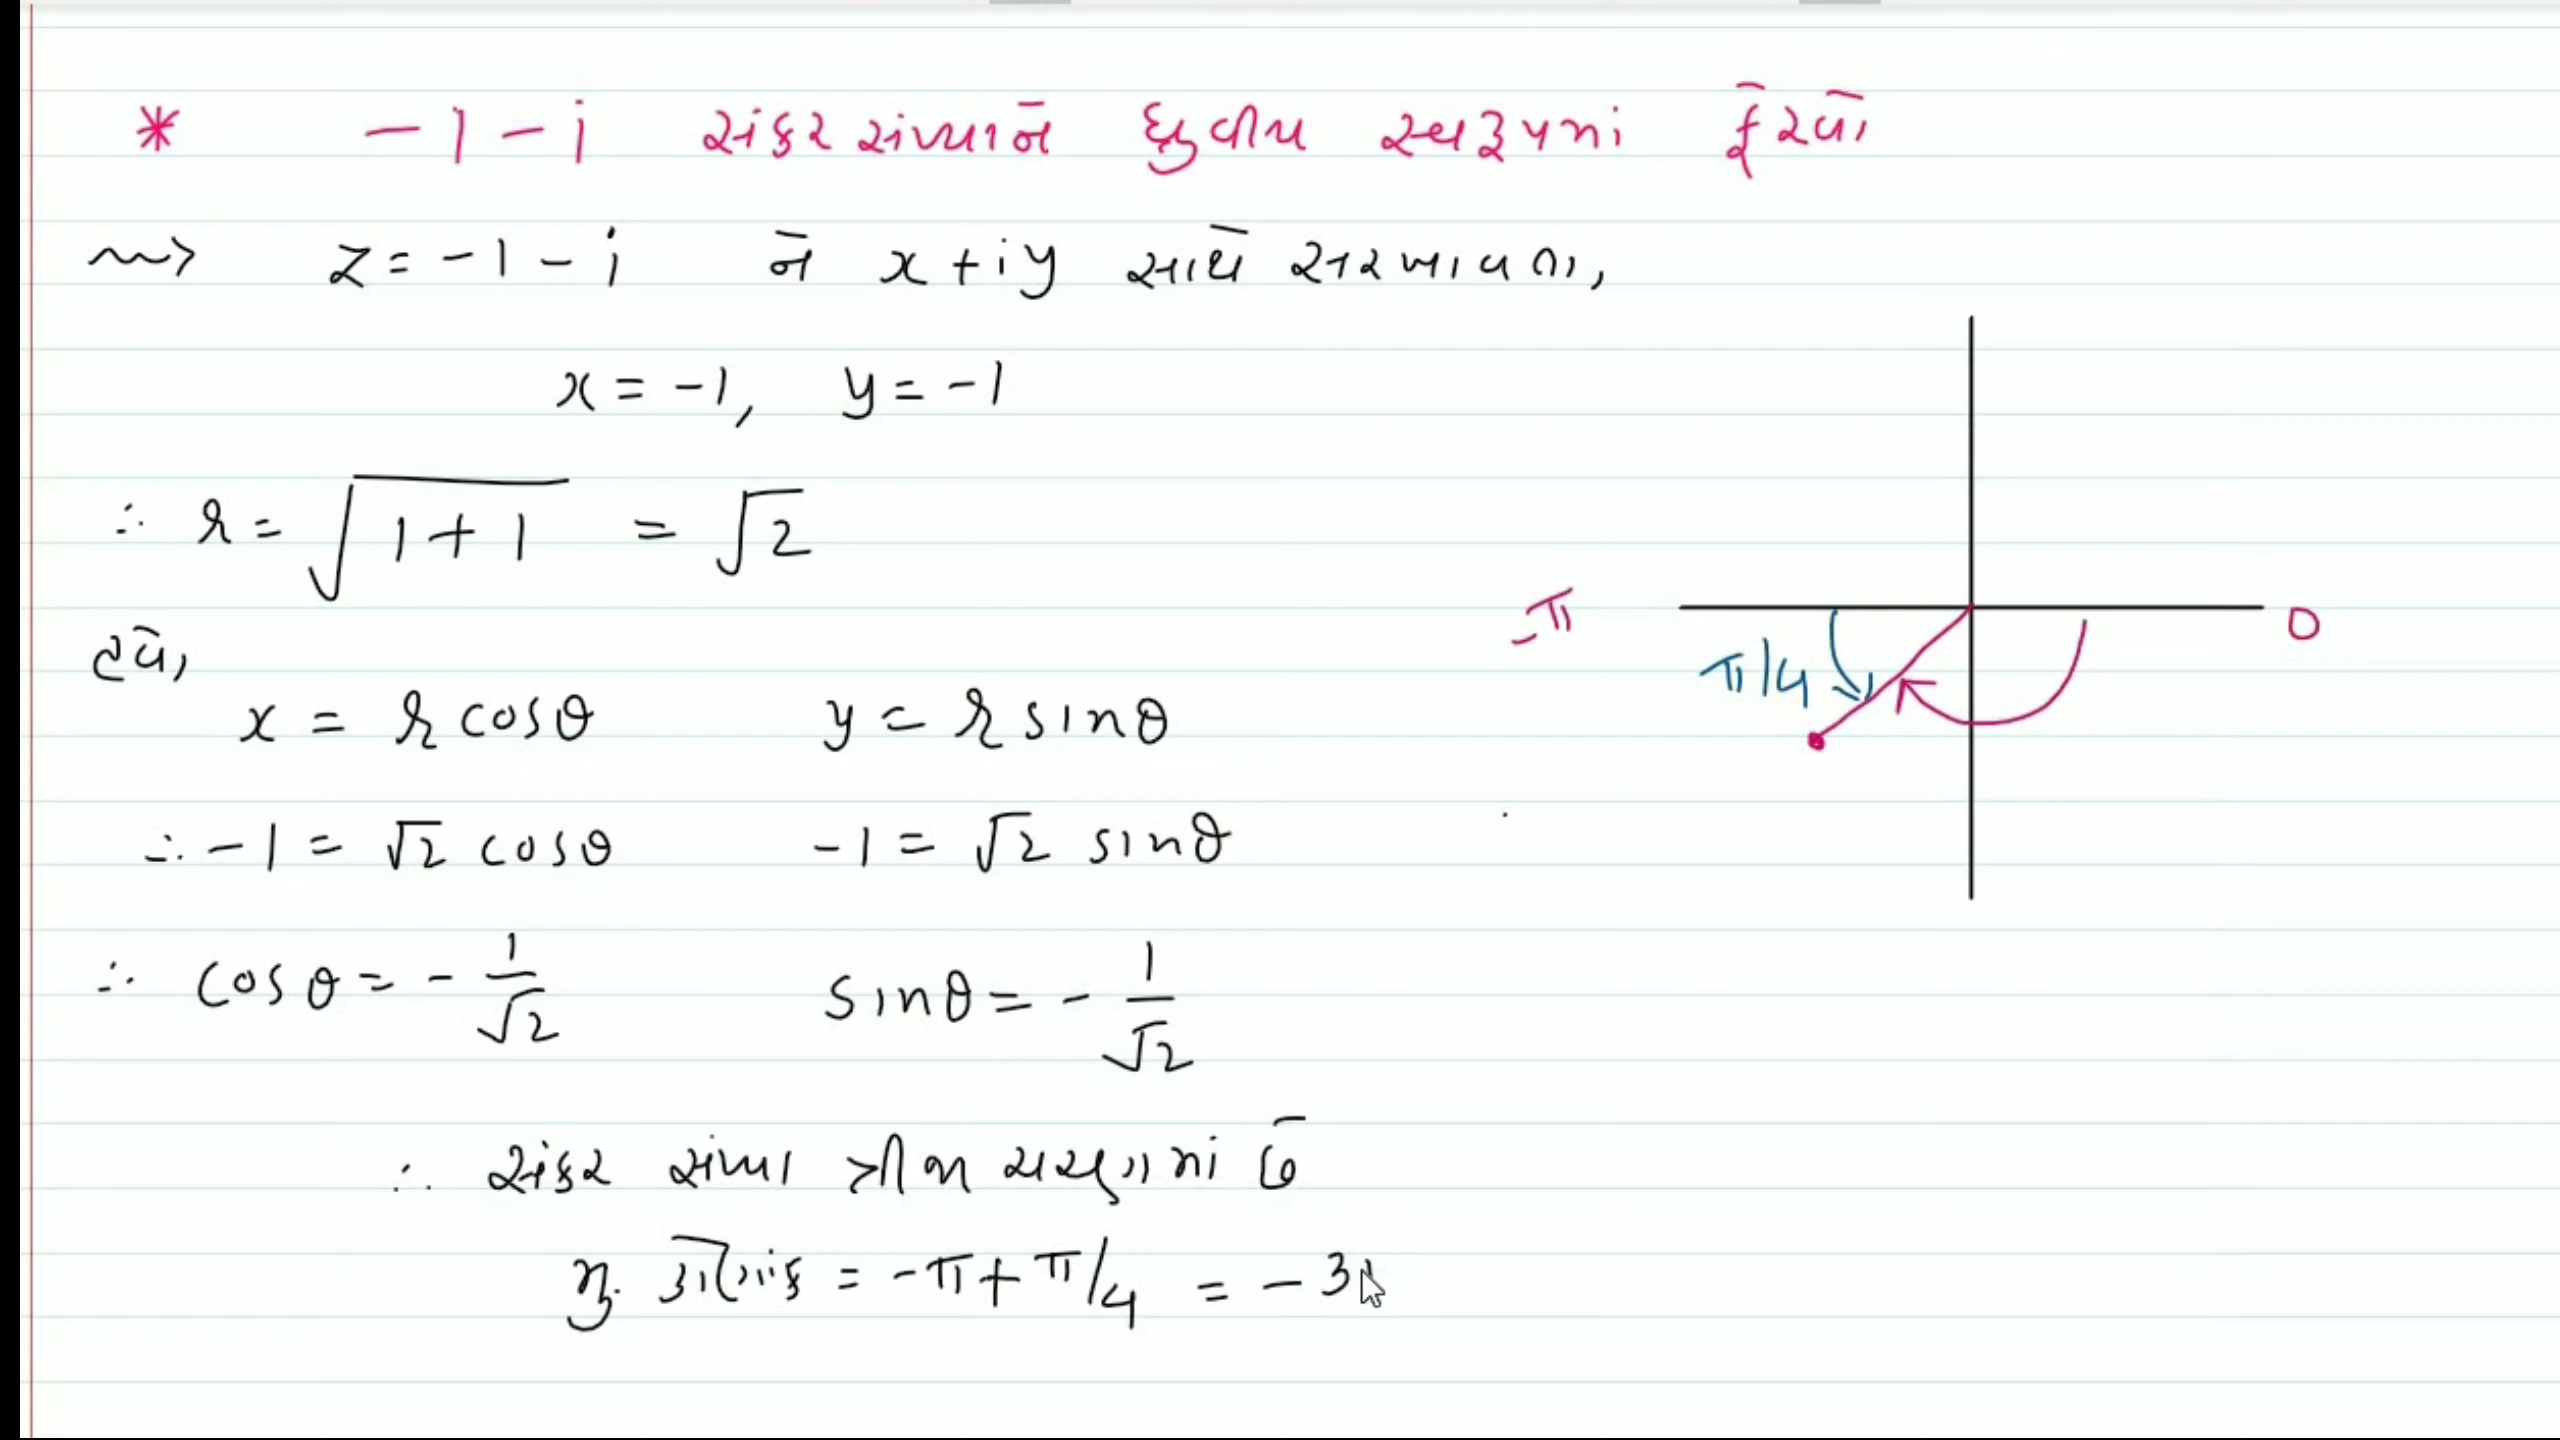 * -1-i સંકર સંખ્યાને ધ્રુવીય સ્વરૂપમાં ફેરવો
⇝ z = -1 - i ને x + iy સાથે સરખાવતા,
x = -1, y = -1
∴ r = √(1+1) = √2
-π 0
હવે, π/4
x = r cosθ y = r sinθ
∴ -1 = √2 cosθ -1 = √2 sinθ
∴ cosθ = - 1/√2 sinθ = - 1/√2
∴ સંકર સંખ્યા ત્રીજા ચરણમાં છે
મુ. કોણાંક = -π + π/4 = - 3